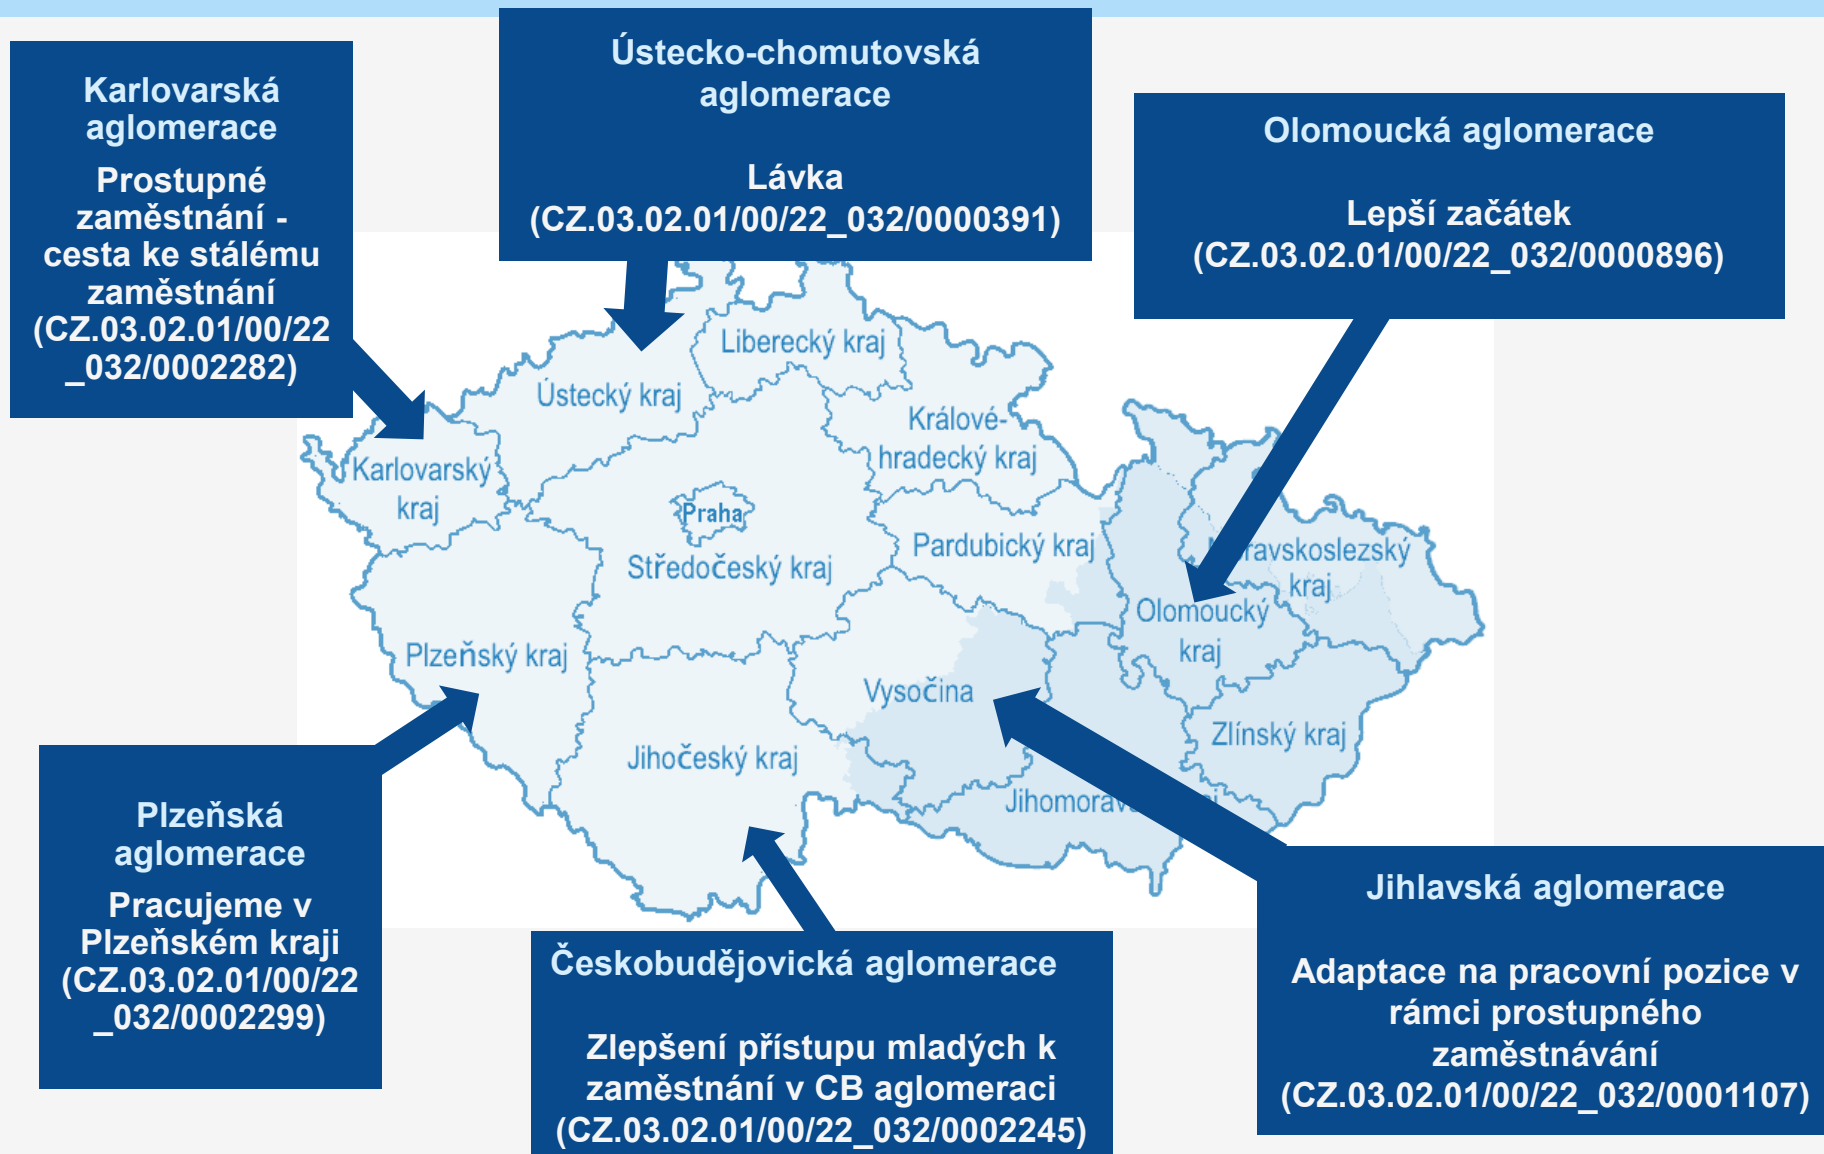 Karlovarská
aglomerace
Prostupné
zaměstnání -
cesta ke stálému
zaměstnání
(CZ.03.02.01/00/22
_032/0002282)
Ústecko-chomutovská
aglomerace
Lávka
(CZ.03.02.01/00/22_032/0000391)
Olomoucká aglomerace
Lepší začátek
(CZ.03.02.01/00/22_032/0000896)
Liberecký kraj
Ústecký kraj
Králové-
hradecký kraj
Karlovarský
kraj
Praha
Středočeský kraj
Pardubický kraj
kraj
Olomoucký
kraj
Plzeňský kraj
Vysočina
Zlínský kraj
Jihočeský kraj
Plzeňská
aglomerace
Pracujeme v
Plzeňském kraji
(CZ.03.02.01/00/22
_032/0002299)
Českobudějovická aglomerace
Zlepšení přístupu mladých k
zaměstnání v CB aglomeraci
(CZ.03.02.01/00/22_032/0002245)
Jihlavská aglomerace
Adaptace na pracovní pozice v
rámci prostupného
zaměstnávání
(CZ.03.02.01/00/22_032/0001107)